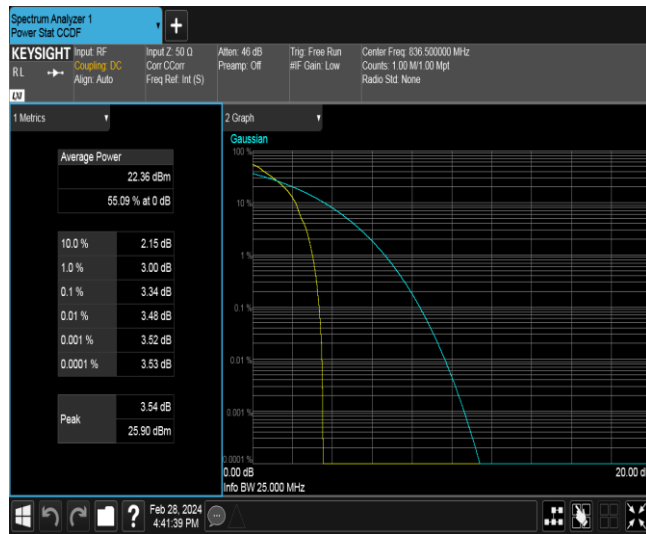 Spectrum Analyzer 1
Power Stat CCDF
+
KEYSIGHT
RL
LXI
Input: RF
Coupling: DC
Align: Auto
Input Z: 50 Ω
Corr CCorr
Freq Ref: Int (S)
Atten: 46 dB
Preamp: Off
Trig: Free Run
#IF Gain: Low
Center Freq: 836.500000 MHz
Counts: 1.00 M/1.00 Mpt
Radio Std: None
1 Metrics
Average Power
22.36 dBm
55.09 % at 0 dB
10.0 % 2.15 dB
1.0 % 3.00 dB
0.1 % 3.34 dB
0.01 % 3.48 dB
0.001 % 3.52 dB
0.0001 % 3.53 dB
Peak
3.54 dB
25.90 dBm
2 Graph
Gaussian
100 %
10 %
1 %
0.1 %
0.01 %
0.001 %
0.0001 %
0.00 dB
20.00 d
Info BW 25.000 MHz
?
Feb 28, 2024
4:41:39 PM